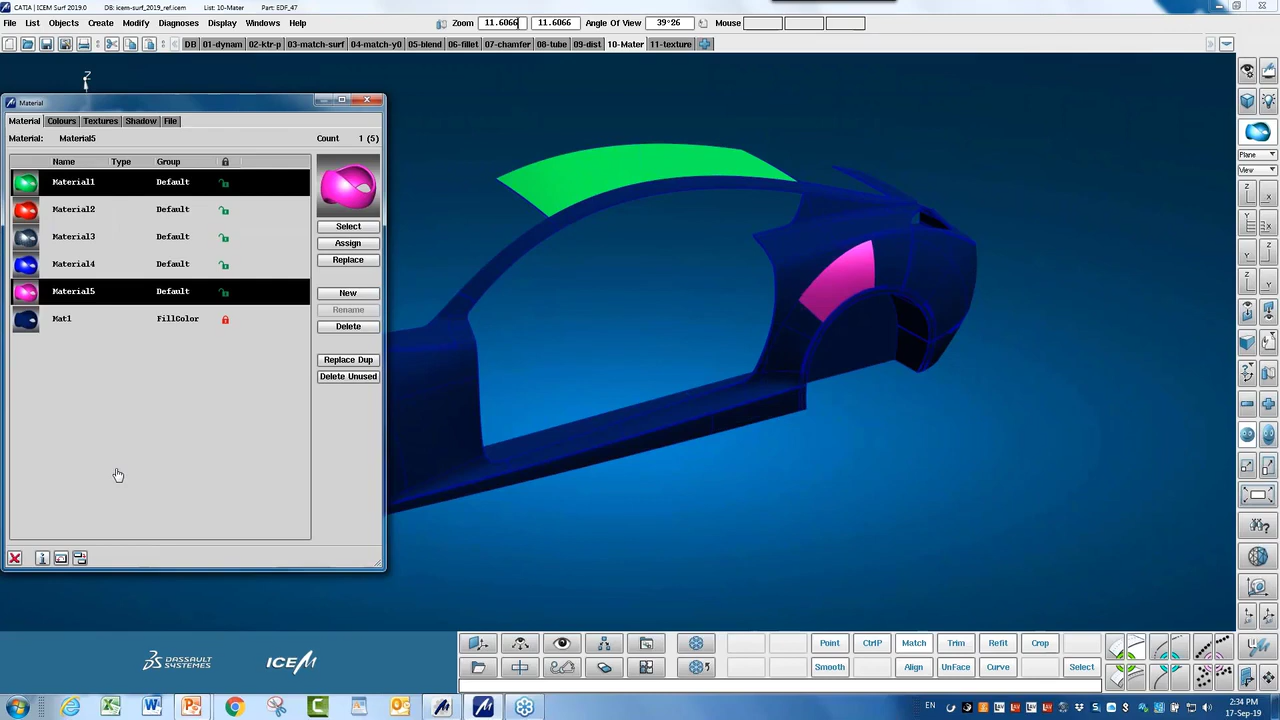 CATIA | ICEM Surf 2019.0 DB: icem-surf_2019_ref.icem List: 10-Mater Part: EDF_47
File List Objects Create Modify Diagnoses Display Windows Help Zoom 11.6066 11.6066 Angle Of View 39°26 Mouse
DB 01-dynam 02-ktr-p 03-match-surf 04-match-y0 05-blend 06-fillet 07-chamfer 08-tube 09-dist 10-Mater 11-texture
Z
Material
Material Colours Textures Shadow File
Material: Material5 Count 1 (5)
Name Type Group
Material1 Default
Material2 Default
Material3 Default
Material4 Default
Material5 Default
Mat1 FillColor
Select
Assign
Replace
New
Rename
Delete
Replace Dup
Delete Unused
Plane
View
Z
X
Y
X
Z
Y
Z
Y
DASSAULT SYSTEMES
ICEM
Point CtrlP Match Trim Refit Crop
Smooth Align UnFace Curve Select
EN
2:34 PM
17-Sep-19